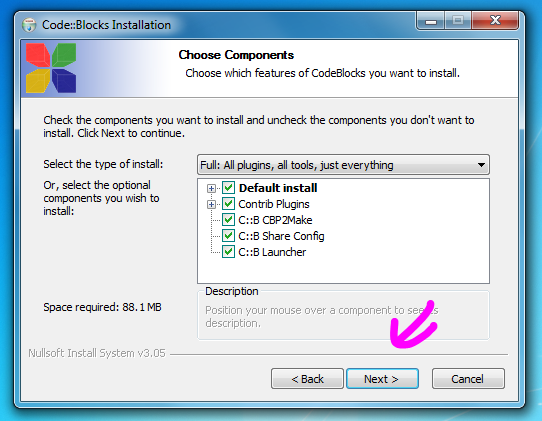 Code::Blocks Installation
Choose Components
Choose which features of CodeBlocks you want to install.
Check the components you want to install and uncheck the components you don't want to
install. Click Next to continue.
Select the type of install:
Full: All plugins, all tools, just everything
Or, select the optional
components you wish to
install:
Default install
Contrib Plugins
C::B CBP2Make
C::B Share Config
C::B Launcher
Space required: 88.1 MB
Description
Position your mouse over a component to see its
description.
Nullsoft Install System v3.05
< Back
Next >
Cancel